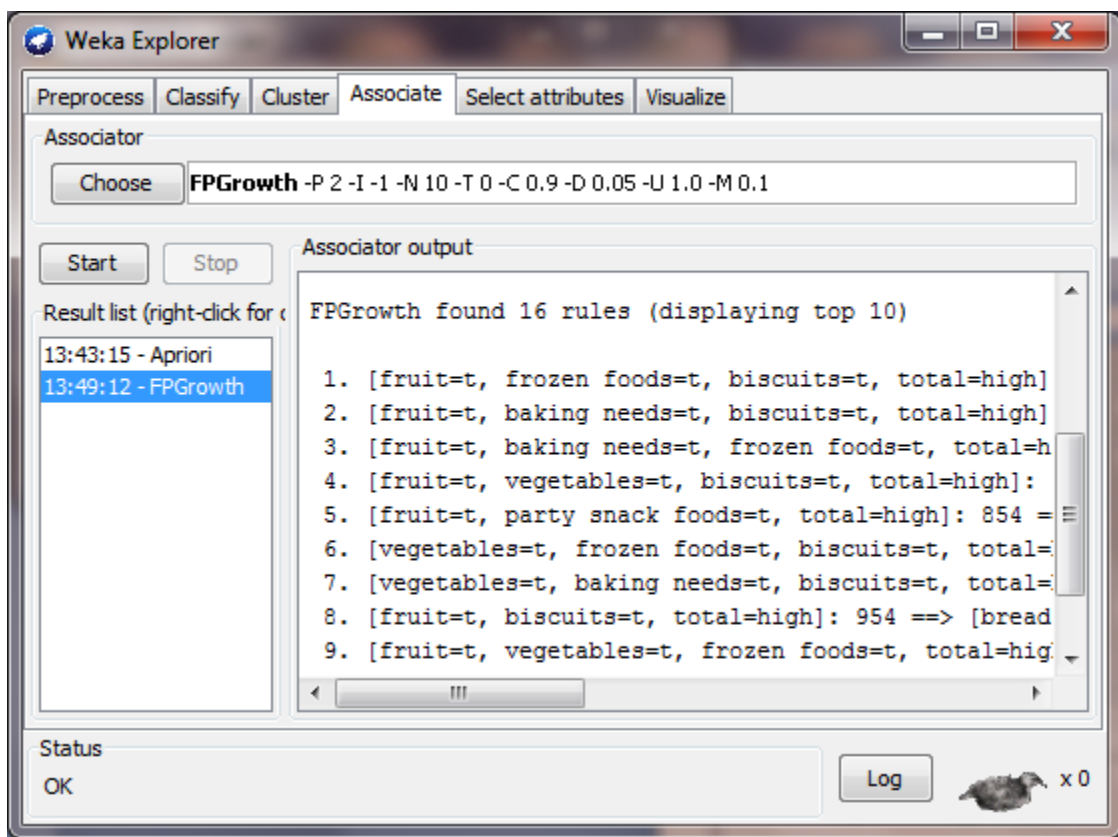 Weka Explorer
Preprocess Classify Cluster Associate Select attributes Visualize
Associator
Choose FPGrowth -P 2 -I -1 -N 10 -T 0 -C 0.9 -D 0.05 -U 1.0 -M 0.1
Start Stop
Result list (right-click for
13:43:15 - Apriori
13:49:12 - FPGrowth
Associator output
FPGrowth found 16 rules (displaying top 10)
1. [fruit=t, frozen foods=t, biscuits=t, total=high]
2. [fruit=t, baking needs=t, biscuits=t, total=high]
3. [fruit=t, baking needs=t, frozen foods=t, total=h
4. [fruit=t, vegetables=t, biscuits=t, total=high]:
5. [fruit=t, party snack foods=t, total=high]: 854 =
6. [vegetables=t, frozen foods=t, biscuits=t, total=
7. [vegetables=t, baking needs=t, biscuits=t, total=
8. [fruit=t, biscuits=t, total=high]: 954 ==> [bread
9. [fruit=t, vegetables=t, frozen foods=t, total=hig
Status
OK
Log x 0